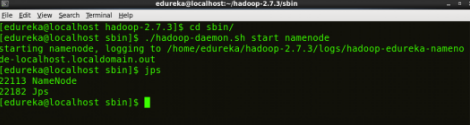 edureka@localhost:~/hadoop-2.7.3/sbin
File Edit View Search Terminal Help
[edureka@localhost hadoop-2.7.3]$ cd sbin/
[edureka@localhost sbin]$ ./hadoop-daemon.sh start namenode
starting namenode, logging to /home/edureka/hadoop-2.7.3/logs/hadoop-edureka-nameno
de-localhost.localdomain.out
[edureka@localhost sbin]$ jps
22113 NameNode
22182 Jps
[edureka@localhost sbin]$